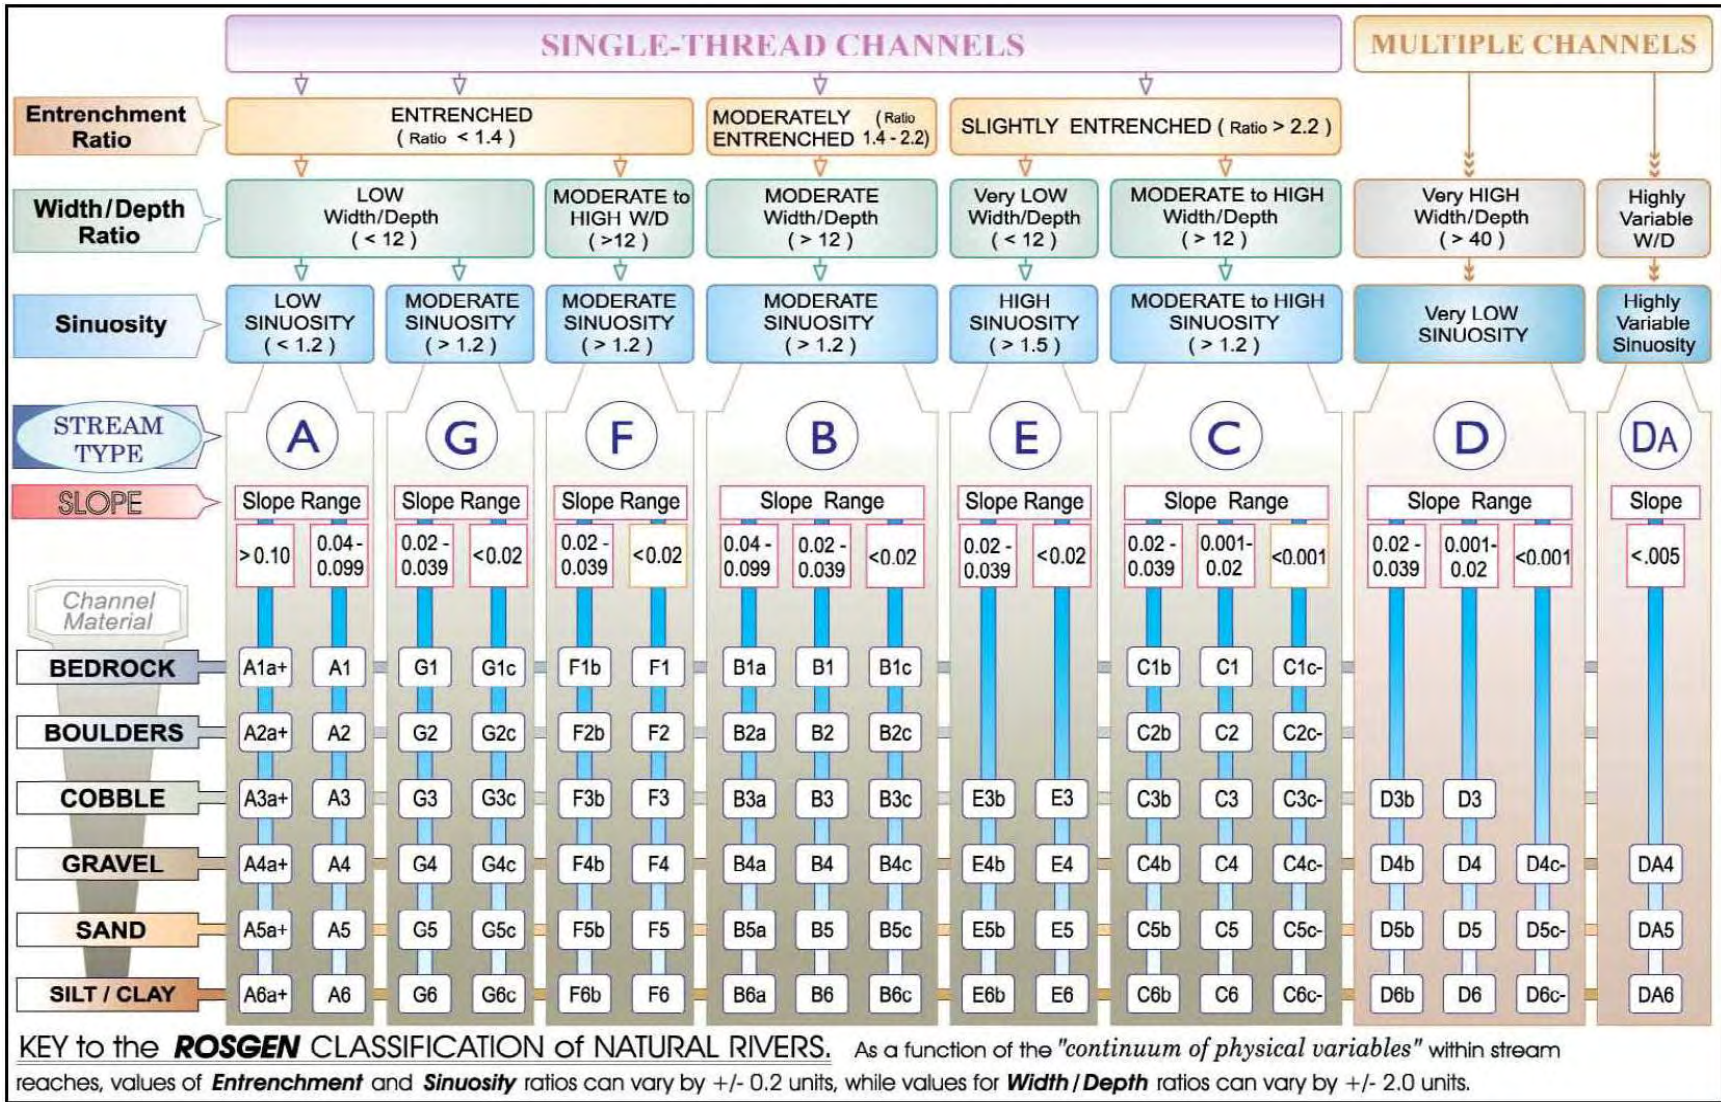 SINGLE-THREAD CHANNELS
MULTIPLE CHANNELS
Entrenchment
Ratio
ENTRENCHED
( Ratio < 1.4 )
MODERATELY (Ratio
ENTRENCHED 1.4 - 2.2)
SLIGHTLY ENTRENCHED ( Ratio > 2.2 )
Width/Depth
Ratio
LOW
Width/Depth
( < 12 )
MODERATE to
HIGH W/D
( >12 )
MODERATE
Width/Depth
( > 12 )
Very LOW
Width/Depth
( < 12 )
MODERATE to HIGH
Width/Depth
( > 12 )
Very HIGH
Width/Depth
( > 40 )
Highly
Variable
W/D
Sinuosity
LOW
SINUOSITY
( < 1.2 )
MODERATE
SINUOSITY
( > 1.2 )
MODERATE
SINUOSITY
( > 1.2 )
MODERATE
SINUOSITY
( > 1.2 )
HIGH
SINUOSITY
( > 1.5 )
MODERATE to HIGH
SINUOSITY
( > 1.2 )
Very LOW
SINUOSITY
Highly
Variable
Sinuosity
STREAM
TYPE
A G F B E C D DA
SLOPE
Slope Range
Slope Range
Slope Range
Slope Range
Slope Range
Slope Range
Slope Range
Slope
> 0.10
0.04 -
0.099
0.02 -
0.039
<0.02
0.02 -
0.039
<0.02
0.04 -
0.099
0.02 -
0.039
<0.02
0.02 -
0.039
<0.02
0.02 -
0.039
0.001-
0.02
<0.001
0.02 -
0.039
0.001-
0.02
<0.001
<.005
Channel
Material
BEDROCK A1a+ A1 G1 G1c F1b F1 B1a B1 B1c C1b C1 C1c-
BOULDERS A2a+ A2 G2 G2c F2b F2 B2a B2 B2c C2b C2 C2c-
COBBLE A3a+ A3 G3 G3c F3b F3 B3a B3 B3c E3b E3 C3b C3 C3c- D3b D3
GRAVEL A4a+ A4 G4 G4c F4b F4 B4a B4 B4c E4b E4 C4b C4 C4c- D4b D4 D4c- DA4
SAND A5a+ A5 G5 G5c F5b F5 B5a B5 B5c E5b E5 C5b C5 C5c- D5b D5 D5c- DA5
SILT / CLAY A6a+ A6 G6 G6c F6b F6 B6a B6 B6c E6b E6 C6b C6 C6c- D6b D6 D6c- DA6
KEY to the ROSGEN CLASSIFICATION of NATURAL RIVERS. As a function of the "continuum of physical variables" within stream
reaches, values of Entrenchment and Sinuosity ratios can vary by +/- 0.2 units, while values for Width / Depth ratios can vary by +/- 2.0 units.